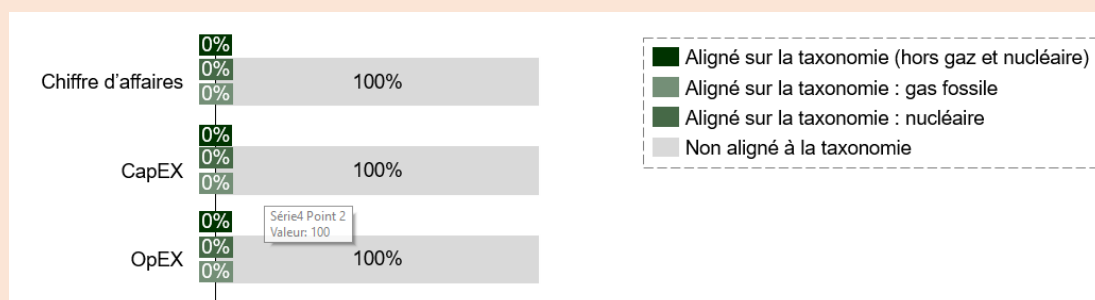 0%
Chiffre d'affaires
0%
0%
100%
0%
CapEX
0%
0%
100%
Série4 Point 2
Valeur: 100
0%
OpEX
0%
0%
100%
Aligné sur la taxonomie (hors gaz et nucléaire)
Aligné sur la taxonomie : gas fossile
Aligné sur la taxonomie : nucléaire
Non aligné à la taxonomie